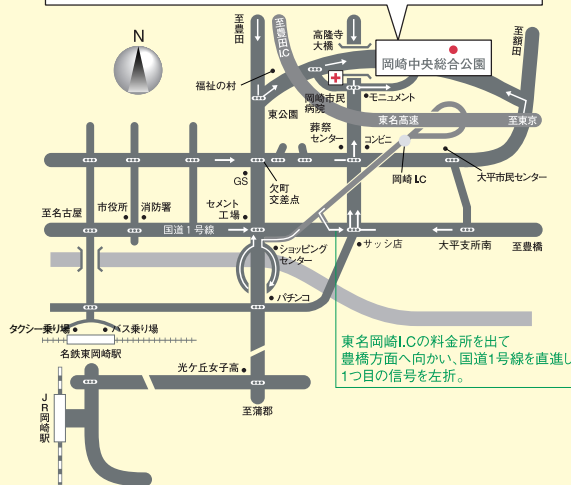 至豊田
至豊田I.C
高隆寺
大橋
至額田
N
岡崎中央総合公園
福祉の村
岡崎市民
病院
モニュメント
東公園
東名高速
至東京
葬祭
センター
コンビニ
岡崎I.C
大平市民センター
GS
欠町
交差点
市役所
消防署
セメント
工場
至名古屋
国道1号線
サッシ店
大平支所南
至豊橋
ショッピング
センター
パチンコ
タクシー乗り場
バス乗り場
名鉄東岡崎駅
東名岡崎I.Cの料金所を出て
豊橋方面へ向かい、国道1号線を直進し
1つ目の信号を左折。
光ケ丘女子高
JR岡崎駅
至蒲郡